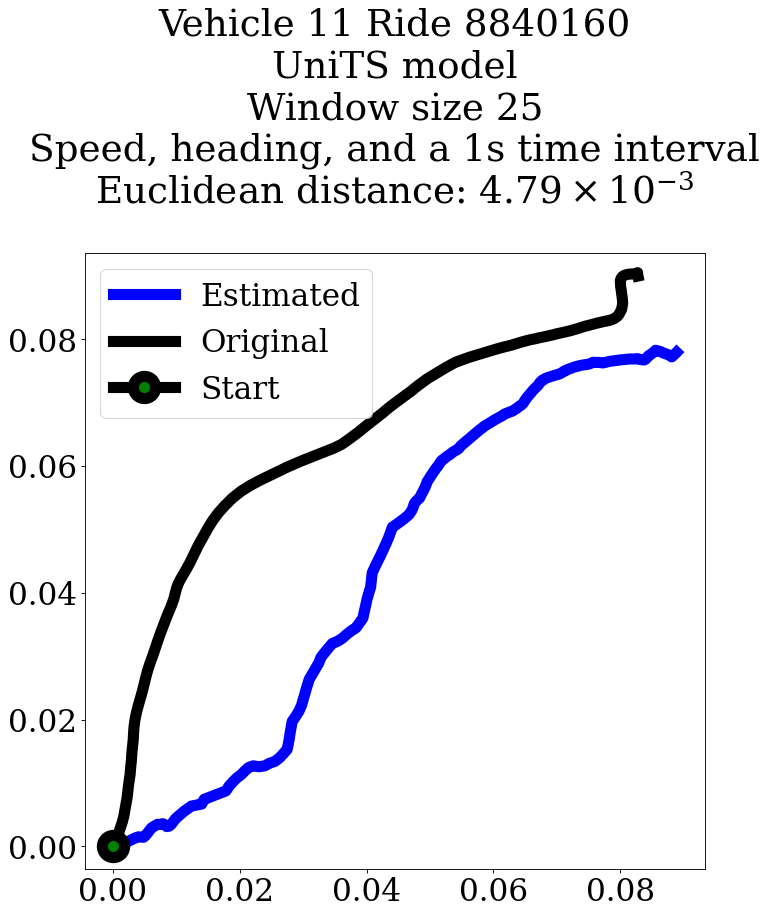 Vehicle 11 Ride 8840160
UniTS model
Window size 25
Speed, heading, and a 1s time interval
Euclidean distance: 4.79 × 10⁻³
Estimated
Original
Start
0.08
0.06
0.04
0.02
0.00
0.00 0.02 0.04 0.06 0.08